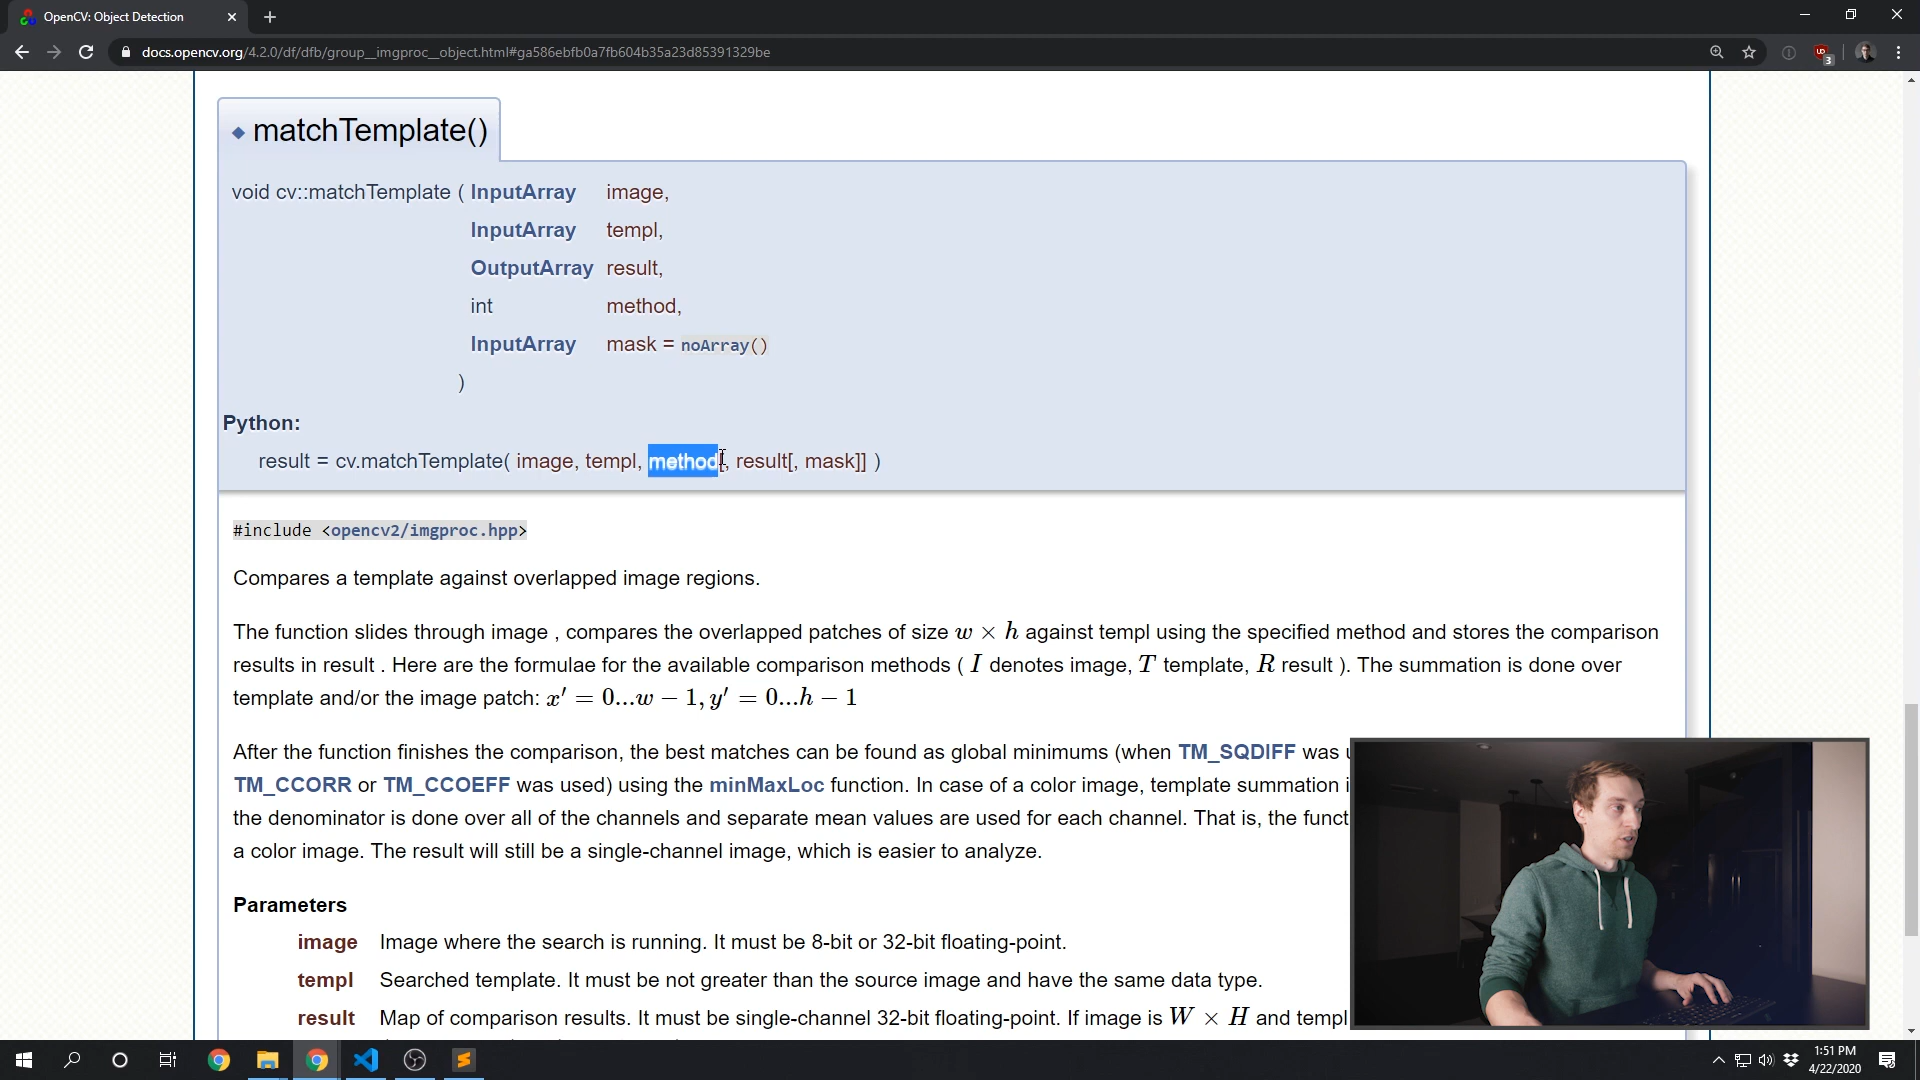 OpenCV: Object Detection
docs.opencv.org/4.2.0/df/dfb/group__imgproc__object.html#ga586ebfb0a7fb604b35a23d85391329be
3
matchTemplate()
void cv::matchTemplate ( InputArray image,
InputArray templ,
OutputArray result,
int method,
InputArray mask = noArray()
)
Python:
result = cv.matchTemplate( image, templ, method[, result[, mask]] )
#include <opencv2/imgproc.hpp>
Compares a template against overlapped image regions.
The function slides through image , compares the overlapped patches of size w × h against templ using the specified method and stores the comparison
results in result . Here are the formulae for the available comparison methods ( I denotes image, T template, R result ). The summation is done over
template and/or the image patch: x′ = 0...w − 1, y′ = 0...h − 1
After the function finishes the comparison, the best matches can be found as global minimums (when TM_SQDIFF was
TM_CCORR or TM_CCOEFF was used) using the minMaxLoc function. In case of a color image, template summation
the denominator is done over all of the channels and separate mean values are used for each channel. That is, the
a color image. The result will still be a single-channel image, which is easier to analyze.
Parameters
image Image where the search is running. It must be 8-bit or 32-bit floating-point.
templ Searched template. It must be not greater than the source image and have the same data type.
result Map of comparison results. It must be single-channel 32-bit floating-point. If image is W × H and templ
1:51 PM
4/22/2020